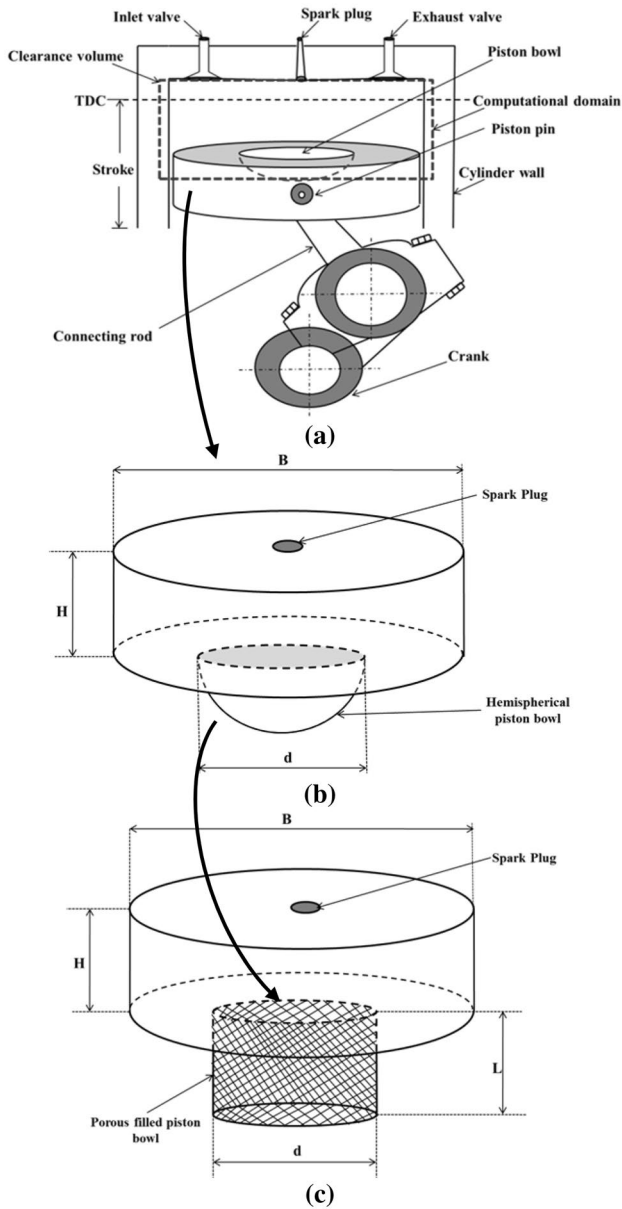 Inlet valve
Spark plug
Exhaust valve
Clearance volume
Piston bowl
TDC
Computational domain
Piston pin
Stroke
Cylinder wall
Connecting rod
Crank
(a)
B
Spark Plug
H
Hemispherical
piston bowl
d
(b)
B
Spark Plug
H
L
Porous filled piston
bowl
d
(c)